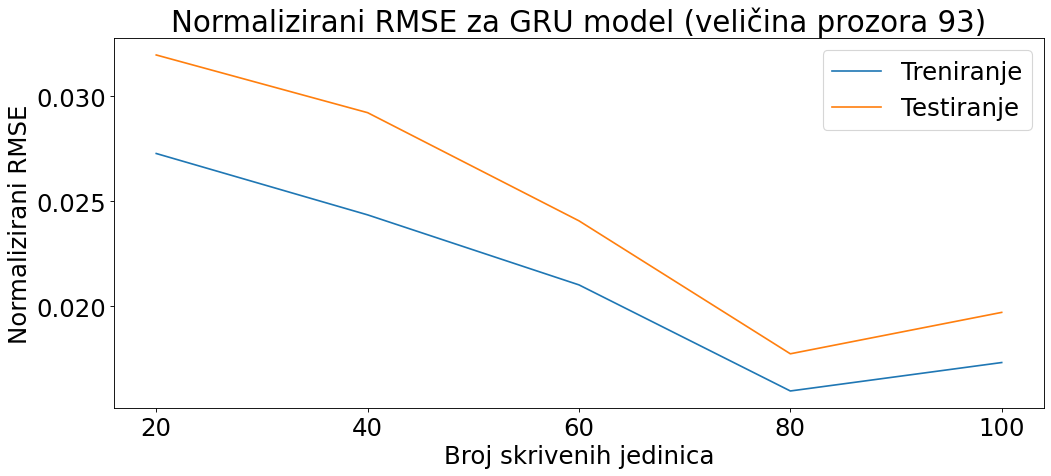 Normalizirani RMSE za GRU model (veličina prozora 93)
Treniranje
Testiranje
Normalizirani RMSE
0.030
0.025
0.020
20 40 60 80 100
Broj skrivenih jedinica